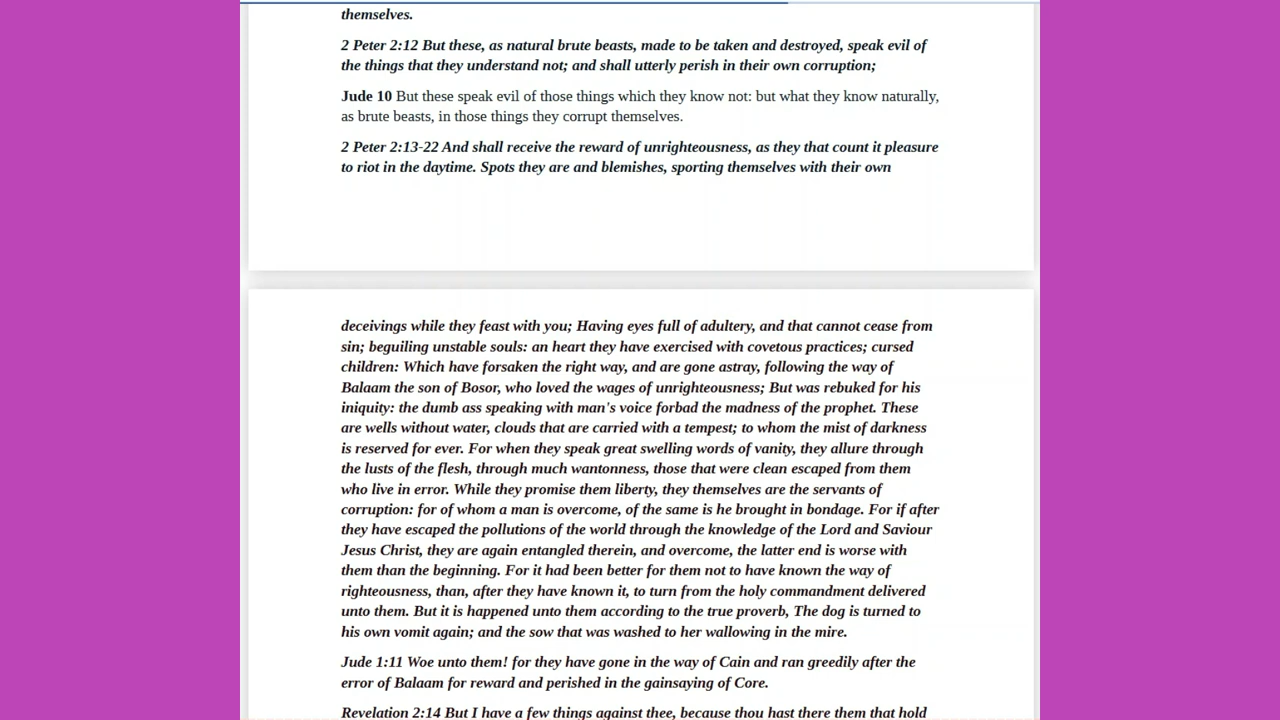 themselves.
2 Peter 2:12 But these, as natural brute beasts, made to be taken and destroyed, speak evil of
the things that they understand not; and shall utterly perish in their own corruption;
Jude 10 But these speak evil of those things which they know not: but what they know naturally,
as brute beasts, in those things they corrupt themselves.
2 Peter 2:13-22 And shall receive the reward of unrighteousness, as they that count it pleasure
to riot in the daytime. Spots they are and blemishes, sporting themselves with their own
deceivings while they feast with you; Having eyes full of adultery, and that cannot cease from
sin; beguiling unstable souls: an heart they have exercised with covetous practices; cursed
children: Which have forsaken the right way, and are gone astray, following the way of
Balaam the son of Bosor, who loved the wages of unrighteousness; But was rebuked for his
iniquity: the dumb ass speaking with man's voice forbad the madness of the prophet. These
are wells without water, clouds that are carried with a tempest; to whom the mist of darkness
is reserved for ever. For when they speak great swelling words of vanity, they allure through
the lusts of the flesh, through much wantonness, those that were clean escaped from them
who live in error. While they promise them liberty, they themselves are the servants of
corruption: for of whom a man is overcome, of the same is he brought in bondage. For if after
they have escaped the pollutions of the world through the knowledge of the Lord and Saviour
Jesus Christ, they are again entangled therein, and overcome, the latter end is worse with
them than the beginning. For it had been better for them not to have known the way of
righteousness, than, after they have known it, to turn from the holy commandment delivered
unto them. But it is happened unto them according to the true proverb, The dog is turned to
his own vomit again; and the sow that was washed to her wallowing in the mire.
Jude 1:11 Woe unto them! for they have gone in the way of Cain and ran greedily after the
error of Balaam for reward and perished in the gainsaying of Core.
Revelation 2:14 But I have a few things against thee, because thou hast there them that hold